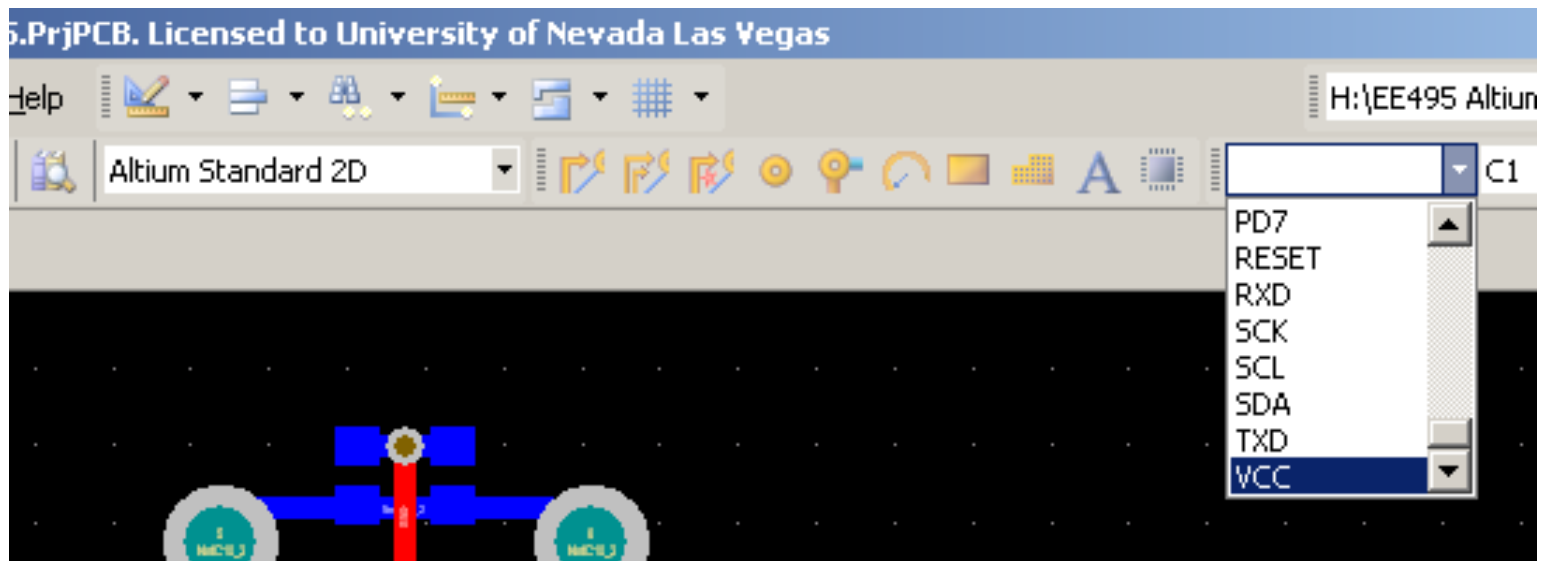 5.PrjPCB. Licensed to University of Nevada Las Vegas
Help
H:\EE495 Altium
Altium Standard 2D
A
C1
PD7
RESET
RXD
SCK
SCL
SDA
TXD
VCC